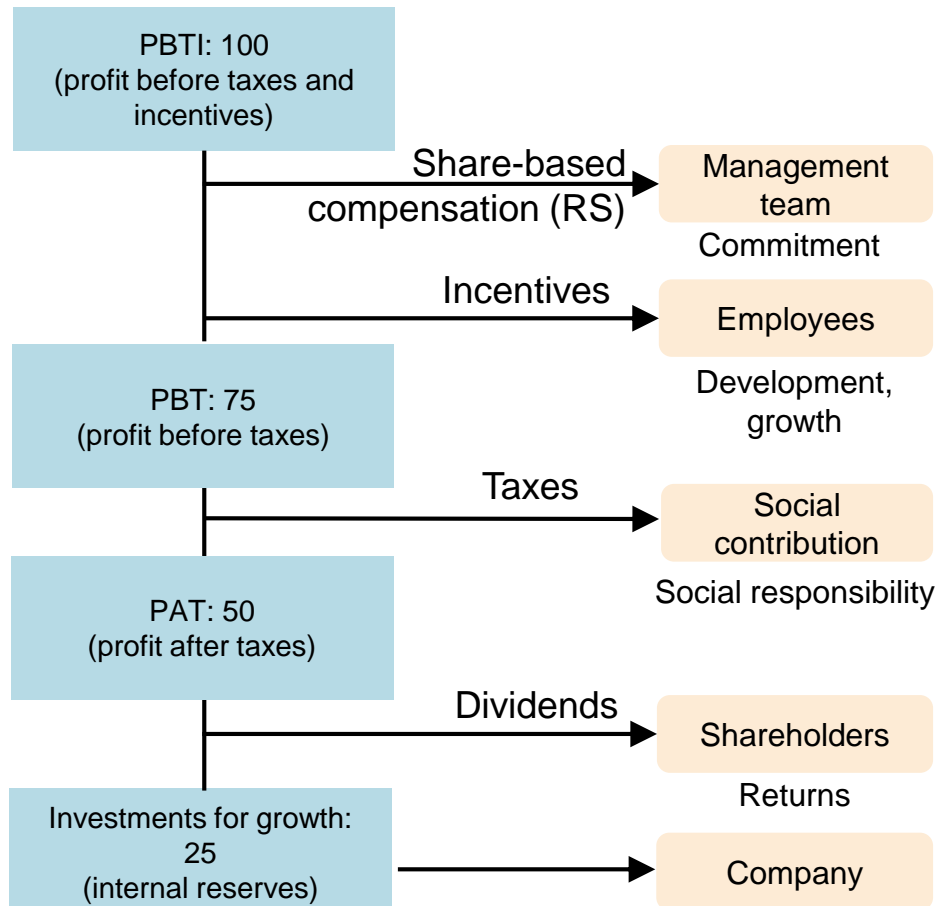 PBTI: 100
(profit before taxes and
incentives)
Share-based
compensation (RS)
Management
team
Commitment
Incentives
Employees
Development,
growth
PBT: 75
(profit before taxes)
Taxes
Social
contribution
Social responsibility
PAT: 50
(profit after taxes)
Dividends
Shareholders
Returns
Investments for growth:
25
(internal reserves)
Company